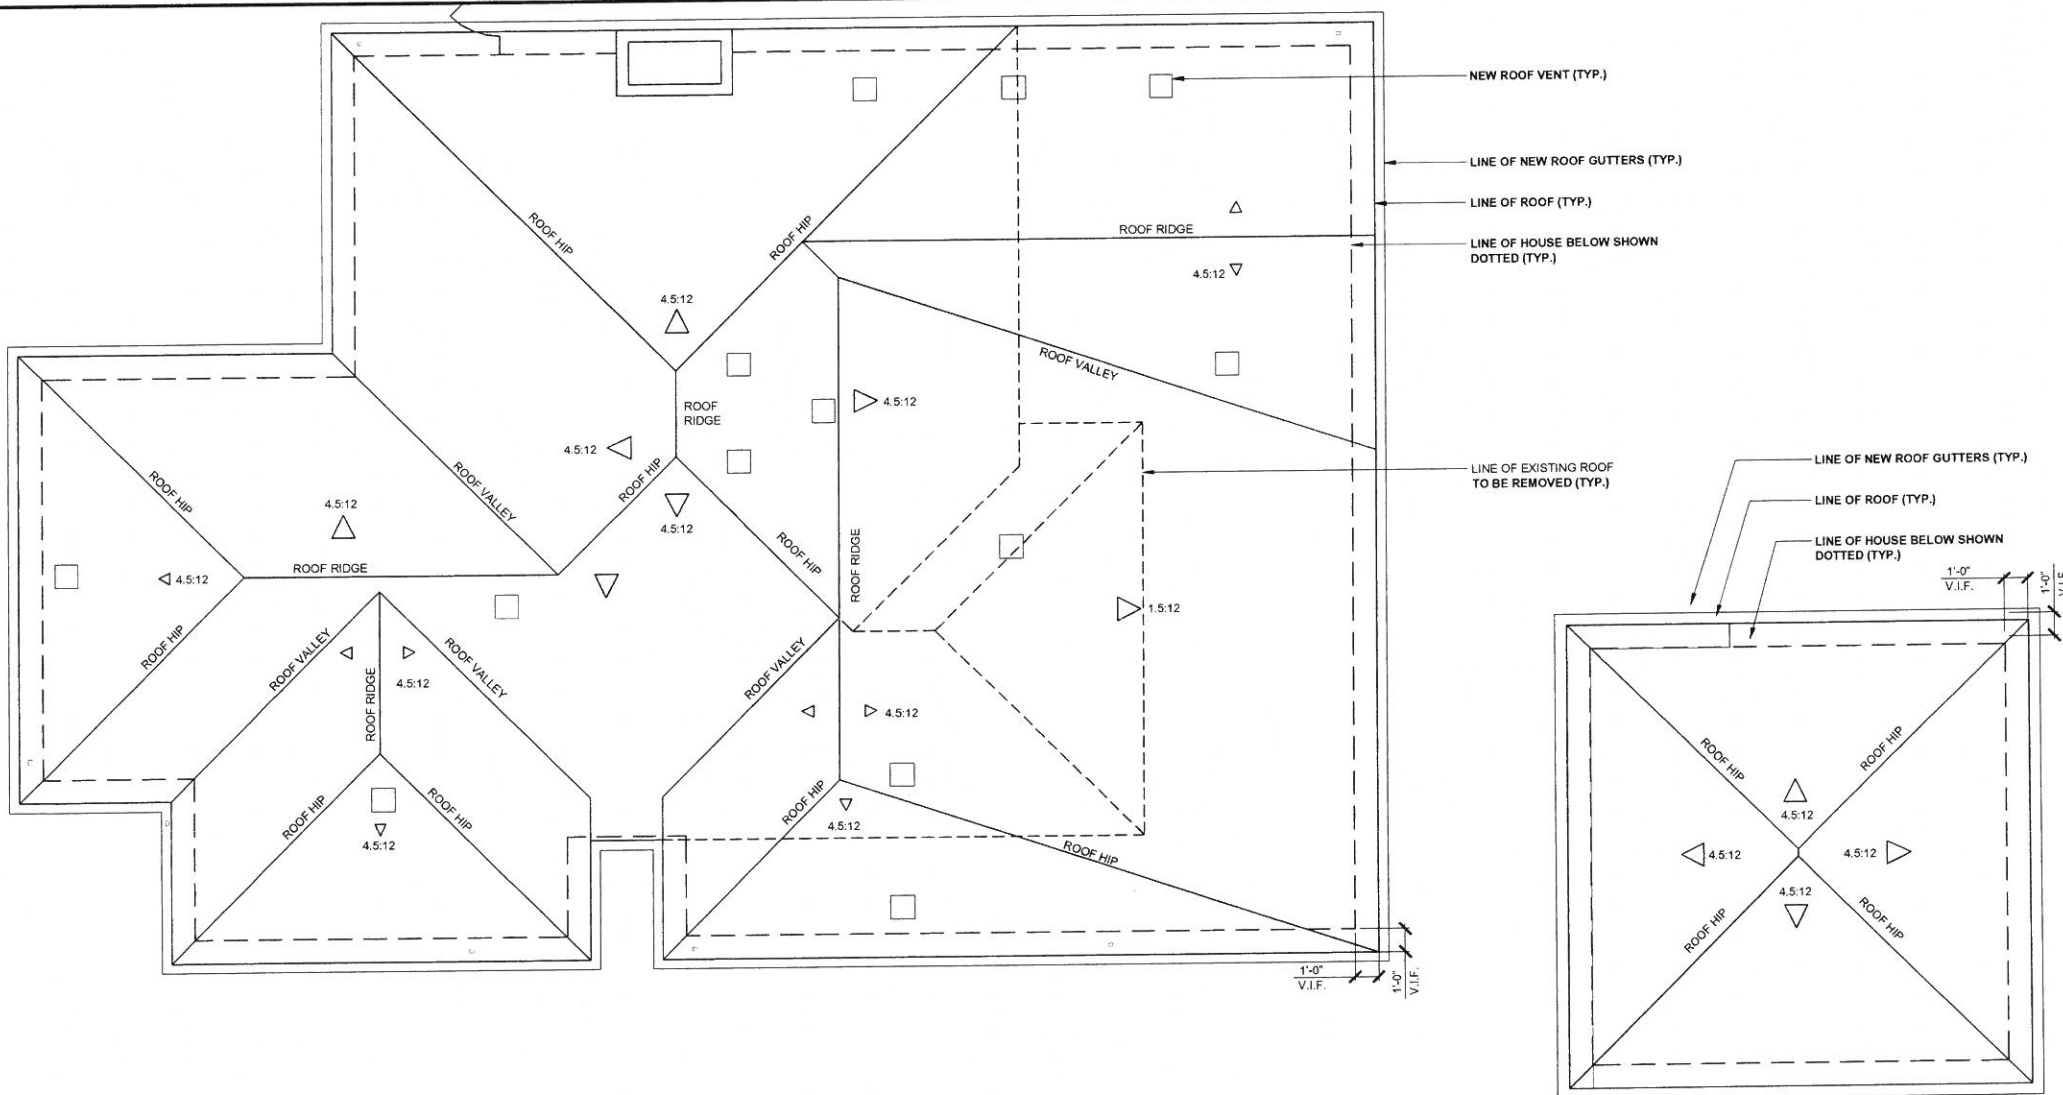 NEW ROOF VENT (TYP.)
LINE OF NEW ROOF GUTTERS (TYP.)
LINE OF ROOF (TYP.)
LINE OF HOUSE BELOW SHOWN
DOTTED (TYP.)
ROOF HIP
ROOF HIP
ROOF RIDGE
4.5:12
4.5:12
ROOF VALLEY
ROOF
RIDGE
4.5:12
4.5:12
ROOF HIP
ROOF VALLEY
ROOF HIP
4.5:12
4.5:12
ROOF HIP
ROOF RIDGE
LINE OF EXISTING ROOF
TO BE REMOVED (TYP.)
4.5:12
ROOF RIDGE
1.5:12
ROOF HIP
ROOF VALLEY
ROOF RIDGE
ROOF VALLEY
4.5:12
ROOF VALLEY
4.5:12
ROOF HIP
ROOF HIP
4.5:12
ROOF HIP
4.5:12
ROOF HIP
1'-0"
V.I.F.
1'-0"
V.I.F.
LINE OF NEW ROOF GUTTERS (TYP.)
LINE OF ROOF (TYP.)
LINE OF HOUSE BELOW SHOWN
DOTTED (TYP.)
1'-0"
V.I.F.
1'-0"
V.I.F.
ROOF HIP
ROOF HIP
4.5:12
4.5:12
4.5:12
4.5:12
ROOF HIP
ROOF HIP